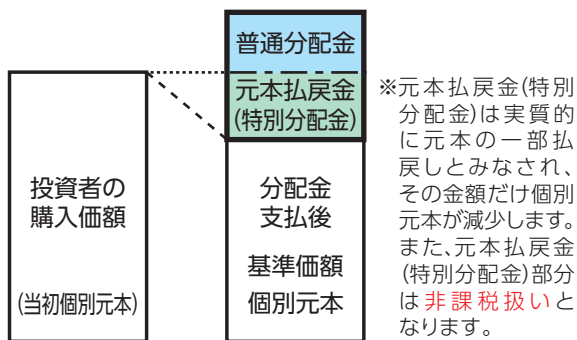 普通分配金
元本払戻金
(特別分配金)
投資者の
購入価額
(当初個別元本)
分配金
支払後
基準価額
個別元本
※元本払戻金(特別
分配金)は実質的
に元本の一部払
戻しとみなされ、
その金額だけ個別
元本が減少します。
また、元本払戻金
(特別分配金)部分
は非課税扱いと
なります。